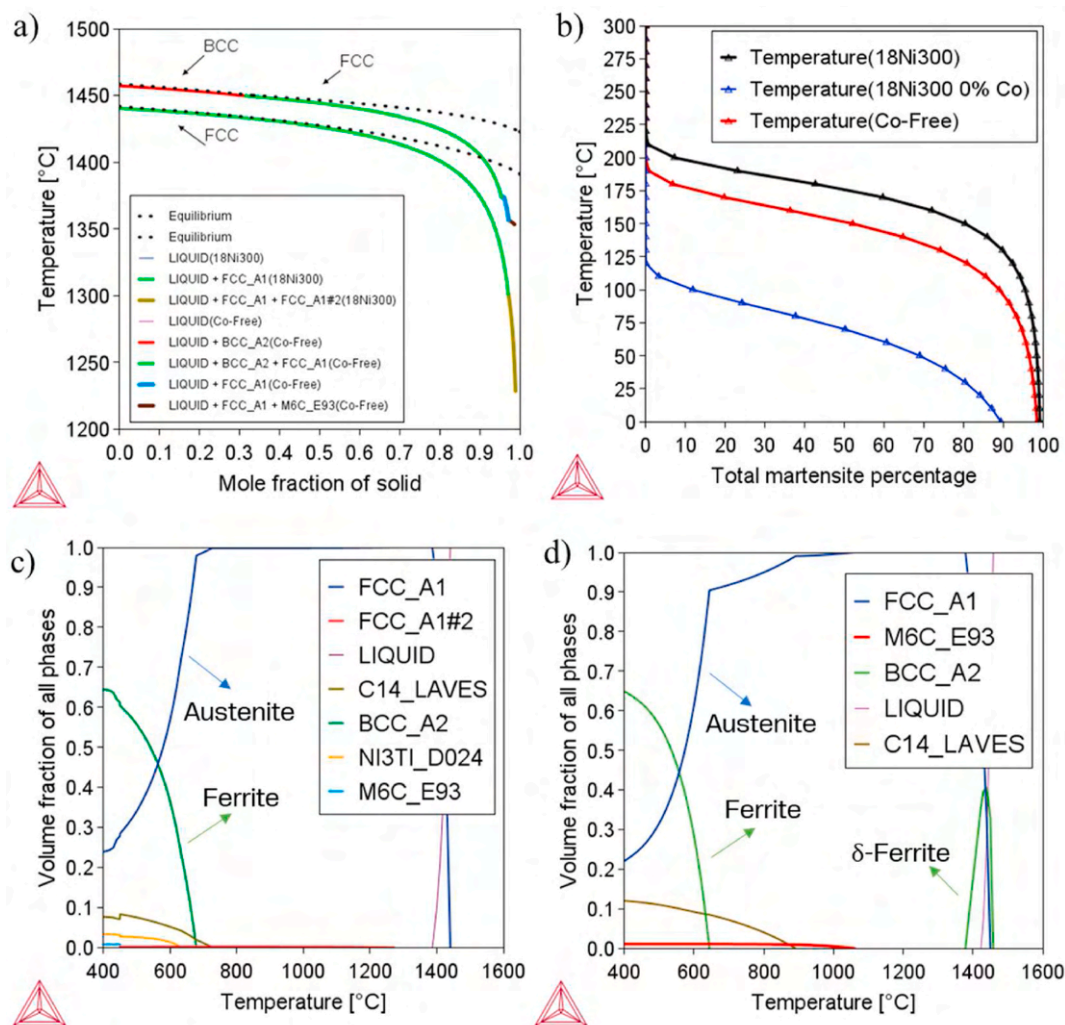 a)
1500
1450
1400
1350
1300
1250
1200
Temperature [°C]
BCC
FCC
FCC
Equilibrium
Equilibrium
LIQUID(18Ni300)
LIQUID + FCC_A1(18Ni300)
LIQUID + FCC_A1 + FCC_A1#2(18Ni300)
LIQUID(Co-Free)
LIQUID + BCC_A2(Co-Free)
LIQUID + BCC_A2 + FCC_A1(Co-Free)
LIQUID + FCC_A1(Co-Free)
LIQUID + FCC_A1 + M6C_E93(Co-Free)
0.0 0.1 0.2 0.3 0.4 0.5 0.6 0.7 0.8 0.9 1.0
Mole fraction of solid
b)
300
275
250
225
200
175
150
125
100
75
50
25
0
Temperature [°C]
Temperature(18Ni300)
Temperature(18Ni300 0% Co)
Temperature(Co-Free)
0 10 20 30 40 50 60 70 80 90 100
Total martensite percentage
c)
1.0
0.9
0.8
0.7
0.6
0.5
0.4
0.3
0.2
0.1
0.0
Volume fraction of all phases
FCC_A1
FCC_A1#2
LIQUID
C14_LAVES
BCC_A2
NI3TI_D024
M6C_E93
Austenite
Ferrite
400 600 800 1000 1200 1400 1600
Temperature [°C]
d)
1.0
0.9
0.8
0.7
0.6
0.5
0.4
0.3
0.2
0.1
0.0
Volume fraction of all phases
FCC_A1
M6C_E93
BCC_A2
LIQUID
C14_LAVES
Austenite
Ferrite
δ-Ferrite
400 600 800 1000 1200 1400 1600
Temperature [°C]